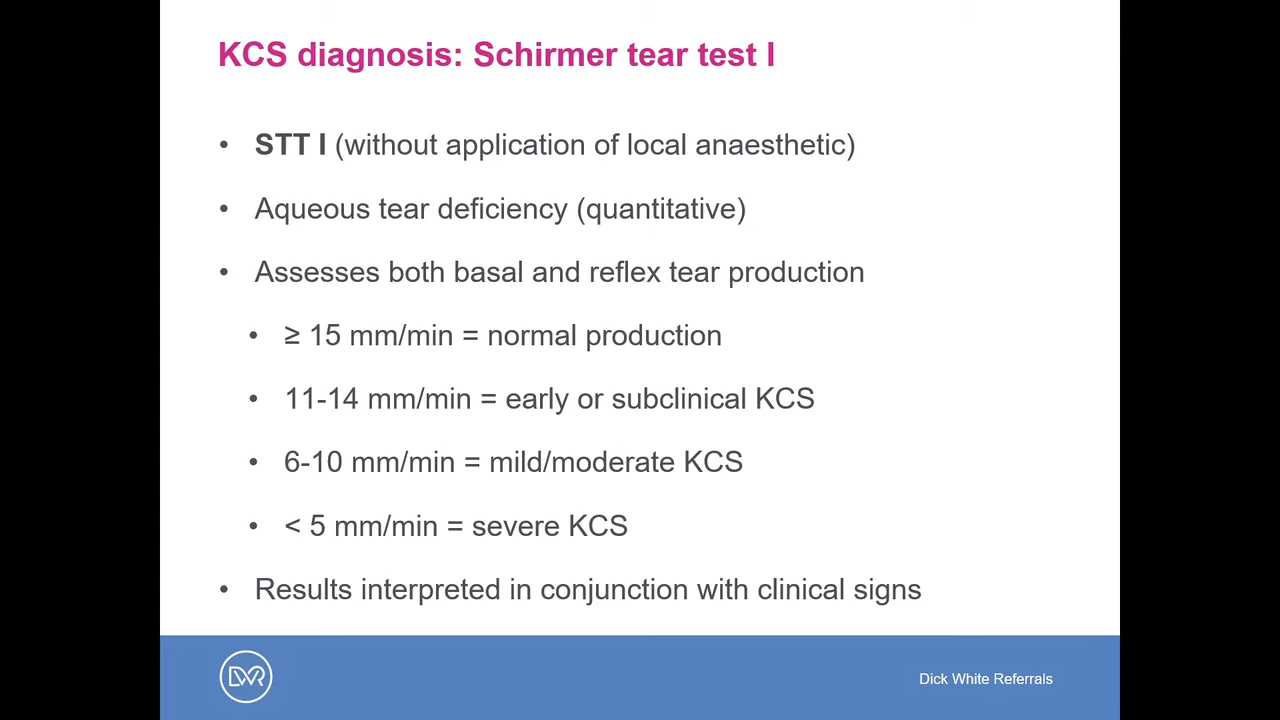 KCS diagnosis: Schirmer tear test I
• STT I (without application of local anaesthetic)
• Aqueous tear deficiency (quantitative)
• Assesses both basal and reflex tear production
• ≥ 15 mm/min = normal production
• 11-14 mm/min = early or subclinical KCS
• 6-10 mm/min = mild/moderate KCS
• < 5 mm/min = severe KCS
• Results interpreted in conjunction with clinical signs
DWR
Dick White Referrals